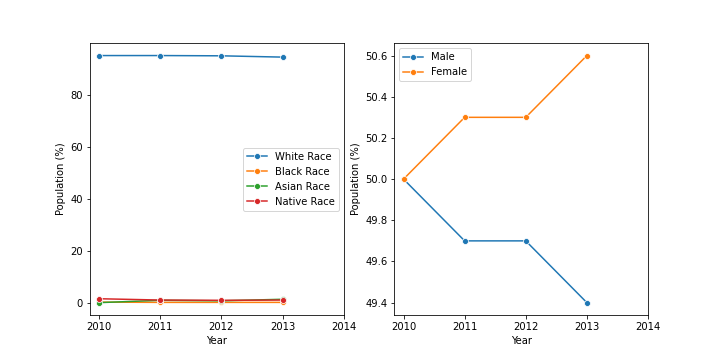 80
60
40
20
0
Population (%)
2010 2011 2012 2013 2014
Year
White Race
Black Race
Asian Race
Native Race
50.6
50.4
50.2
50.0
49.8
49.6
49.4
Population (%)
2010 2011 2012 2013 2014
Year
Male
Female